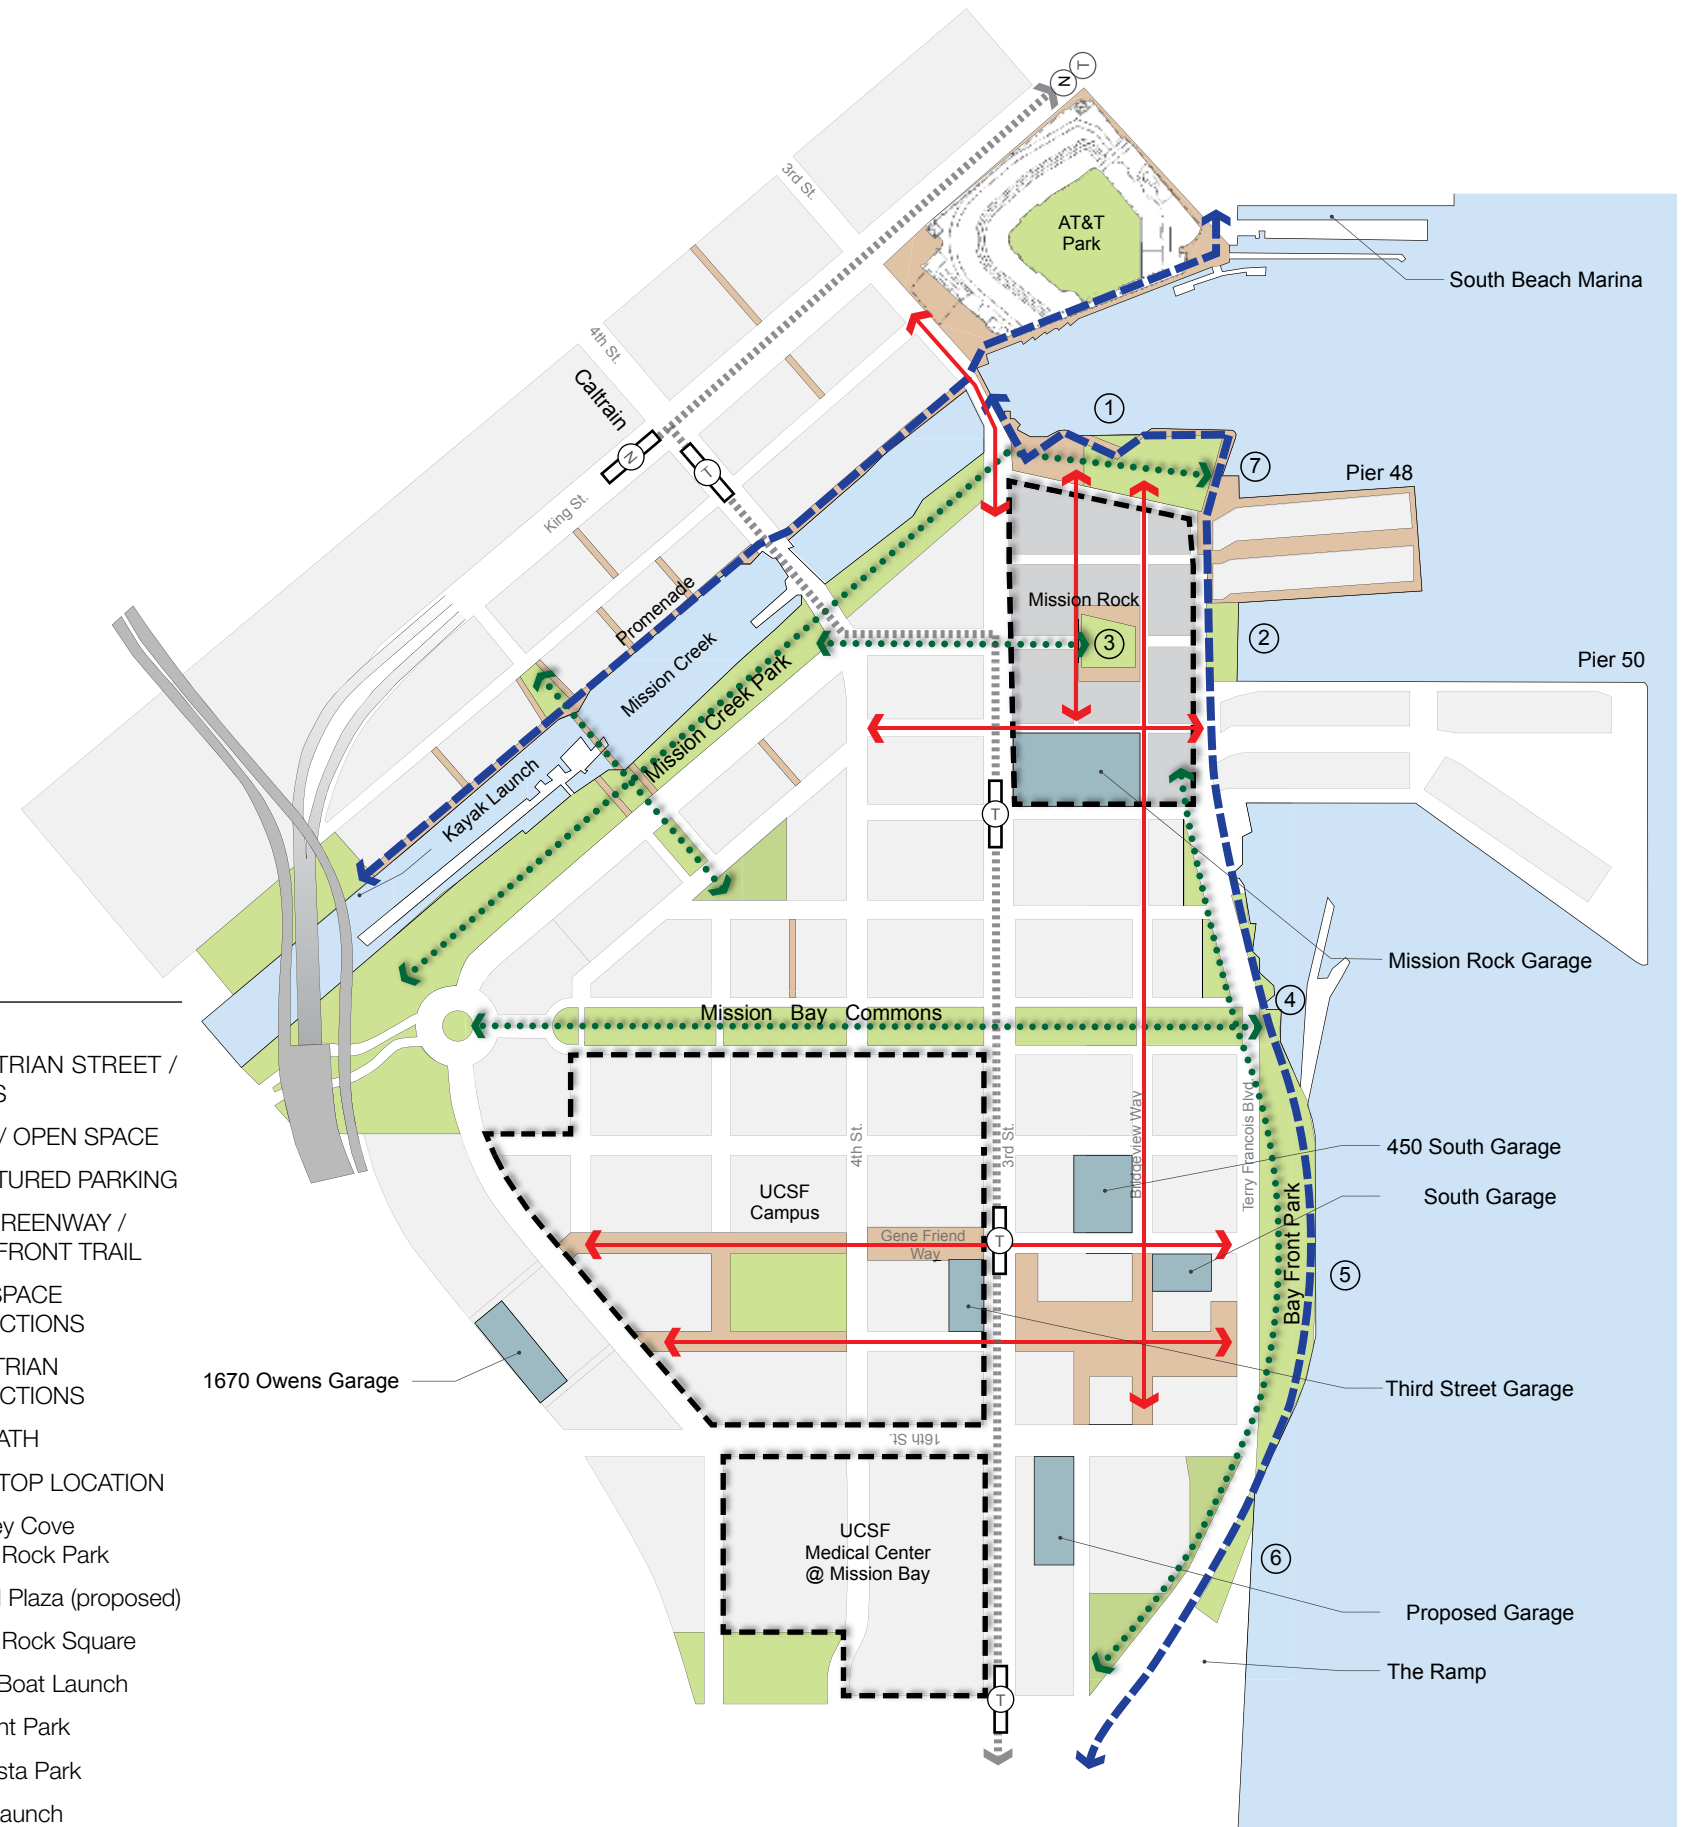 T
N
3rd St.
AT&T
Park
South Beach Marina
4th St.
Caltrain
1
N
T
7
Pier 48
King St.
Promenade
Mission Rock
Mission Creek
3
2
Pier 50
Mission Creek Park
Kayak Launch
T
Mission Rock Garage
4
Mission Bay Commons
TRIAN STREET /
S
/ OPEN SPACE
TURED PARKING
REENWAY /
FRONT TRAIL
SPACE
CTIONS
TRIAN
CTIONS
ATH
TOP LOCATION
ey Cove
Rock Park
l Plaza (proposed)
Rock Square
Boat Launch
nt Park
sta Park
aunch
4th St.
3rd St.
Bridgeview Way
Terry Francois Blvd.
450 South Garage
South Garage
UCSF
Campus
Gene Friend
Way
T
Bay Front Park
5
1670 Owens Garage
Third Street Garage
16th St.
UCSF
Medical Center
@ Mission Bay
6
Proposed Garage
The Ramp
T